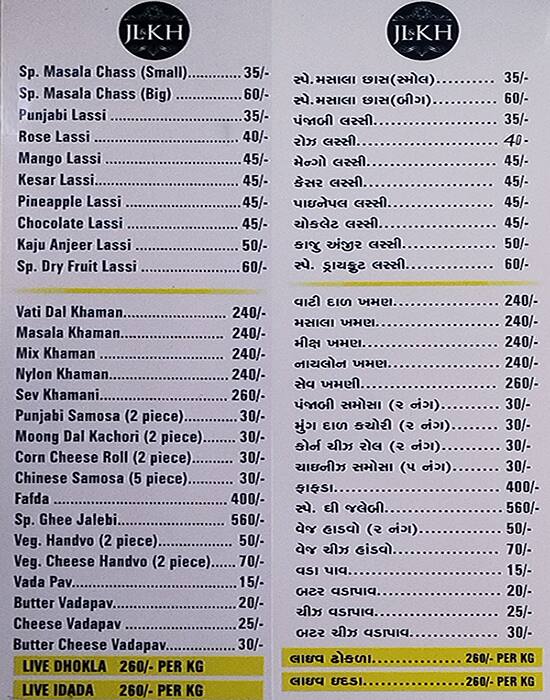 JL&KH
Sp. Masala Chass (Small).............35/-
Sp. Masala Chass (Big) ...............60/-
Punjabi Lassi ..........................35/-
Rose Lassi ............................. 40/-
Mango Lassi ...........................45/-
Kesar Lassi.............................45/-
Pineapple Lassi ......................45/-
Chocolate Lassi ......................45/-
Kaju Anjeer Lassi ....................50/-
Sp. Dry Fruit Lassi ...................60/-
Vati Dal Khaman...................... 240/-
Masala Khaman...................... 240/-
Mix Khaman .......................... 240/-
Nylon Khaman........................240/-
Sev Khamani..........................260/-
Punjabi Samosa (2 piece)...........30/-
Moong Dal Kachori (2 piece)........ 30/-
Corn Cheese Roll (2 piece).......... 30/-
Chinese Samosa (5 piece)........... 30/-
Fafda ...................................400/-
Sp. Ghee Jalebi....................... 560/-
Veg. Handvo (2 piece)................ 50/-
Veg. Cheese Handvo (2 piece)......70/-
Vada Pav...............................15/-
Butter Vadapav........................20/-
Cheese Vadapav ......................25/-
Butter Cheese Vadapav..............30/-
LIVE DHOKLA 260/- PER KG
LIVE IDADA 260/- PER KG
JL&KH
સ્પે.મસાલા છાસ(સ્મોલ)........... 35/-
સ્પે.મસાલા છાસ(બીગ)............ 60/-
પંજાબી લસ્સી...................... 35/-
રોઝ લસ્સી......................... 40-
મેન્ગો લસ્સી....................... 45/-
કેસર લસ્સી........................ 45/-
પાઇનેપલ લસ્સી................... 45/-
ચોકલેટ લસ્સી..................... 45/-
કાજુ અંજીર લસ્સી................. 50/-
સ્પે. ડ્રાયફ્રુટ લસ્સી................ 60/-
વાટી દાળ ખમણ....................240/-
મસાલા ખમણ......................240/-
મીક્ષ ખમણ........................240/-
નાયલોન ખમણ....................240/-
સેવ ખમણી........................260/-
પંજાબી સમોસા (૨ નંગ)...........30/-
મુંગ દાળ કચોરી (૨ નંગ)..........30/-
કોર્ન ચીઝ રોલ (૨ નંગ)............30/-
ચાઇનીઝ સમોસા (૫ નંગ).........30/-
ફાફડા..............................400/-
સ્પે. ઘી જલેબી.....................560/-
વેજ હાડવો (૨ નંગ)................50/-
વેજ ચીઝ હાંડવો...................70/-
વડા પાવ...........................15/-
બટર વડાપાવ......................20/-
ચીઝ વડાપાવ......................25/-
બટર ચીઝ વડાપાવ................30/-
લાઇવ ઢોકળા..................260/- PER KG
લાઇવ ઇદડા...................260/- PER KG